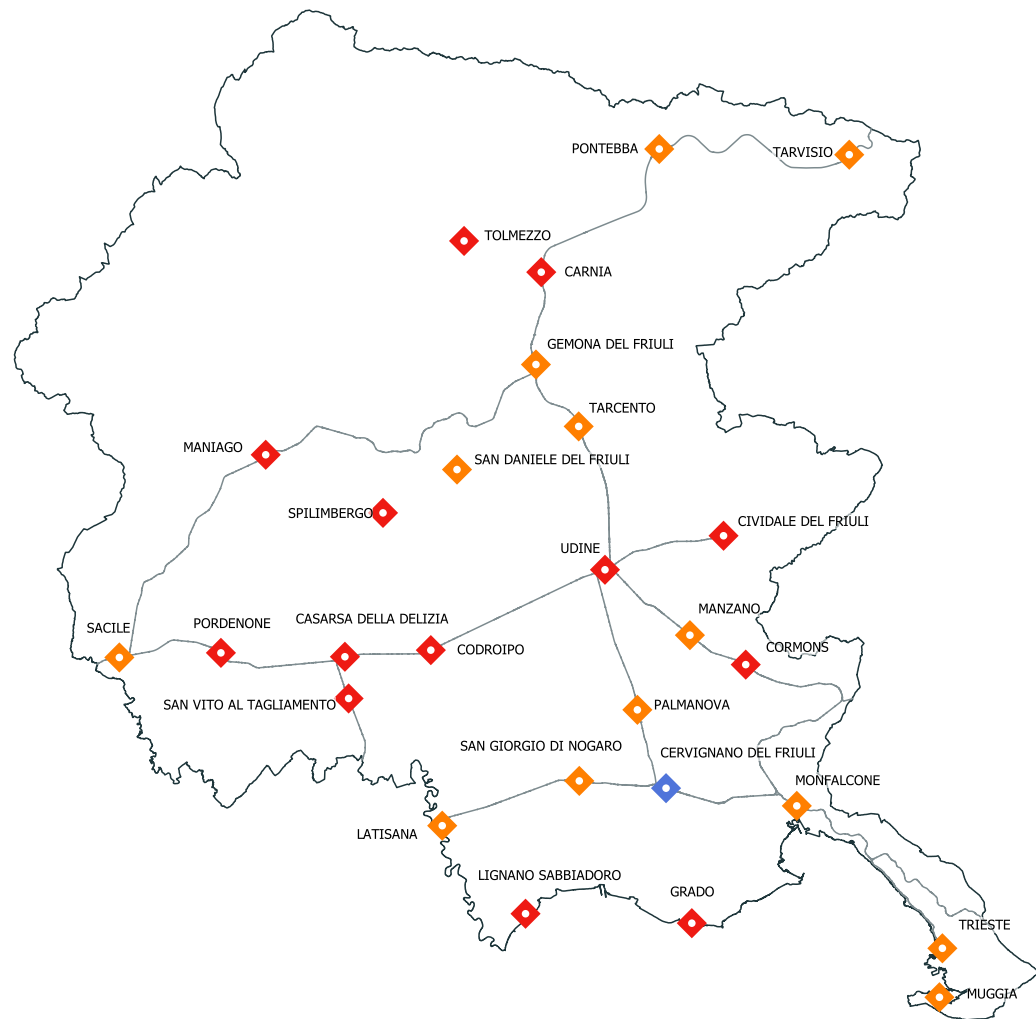 PONTEBBA
TARVISIO
TOLMEZZO
CARNIA
GEMONA DEL FRIULI
TARCENTO
MANIAGO
SAN DANIELE DEL FRIULI
SPILIMBERGO
CIVIDALE DEL FRIULI
UDINE
MANZANO
CASARSA DELLA DELIZIA
PORDENONE
SACILE
CODROIPO
CORMONS
SAN VITO AL TAGLIAMENTO
PALMANOVA
SAN GIORGIO DI NOGARO
CERVIGNANO DEL FRIULI
MONFALCONE
LATISANA
LIGNANO SABBIADORO
GRADO
TRIESTE
MUGGIA